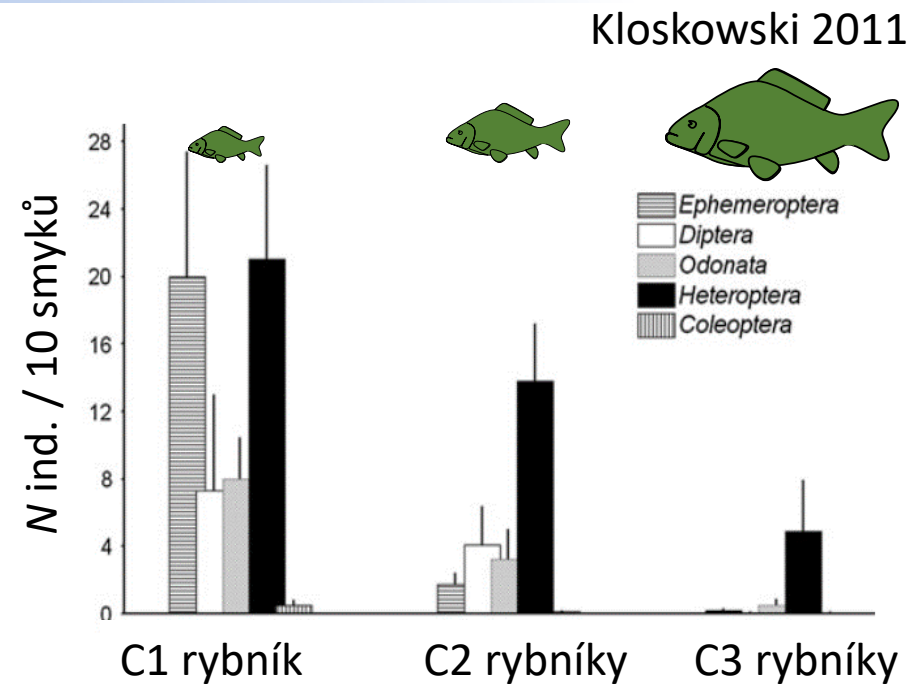 Kloskowski 2011
28
24
20
16
12
8
4
0
N ind. / 10 smyků
Ephemeroptera
Diptera
Odonata
Heteroptera
Coleoptera
C1 rybník
C2 rybníky
C3 rybníky